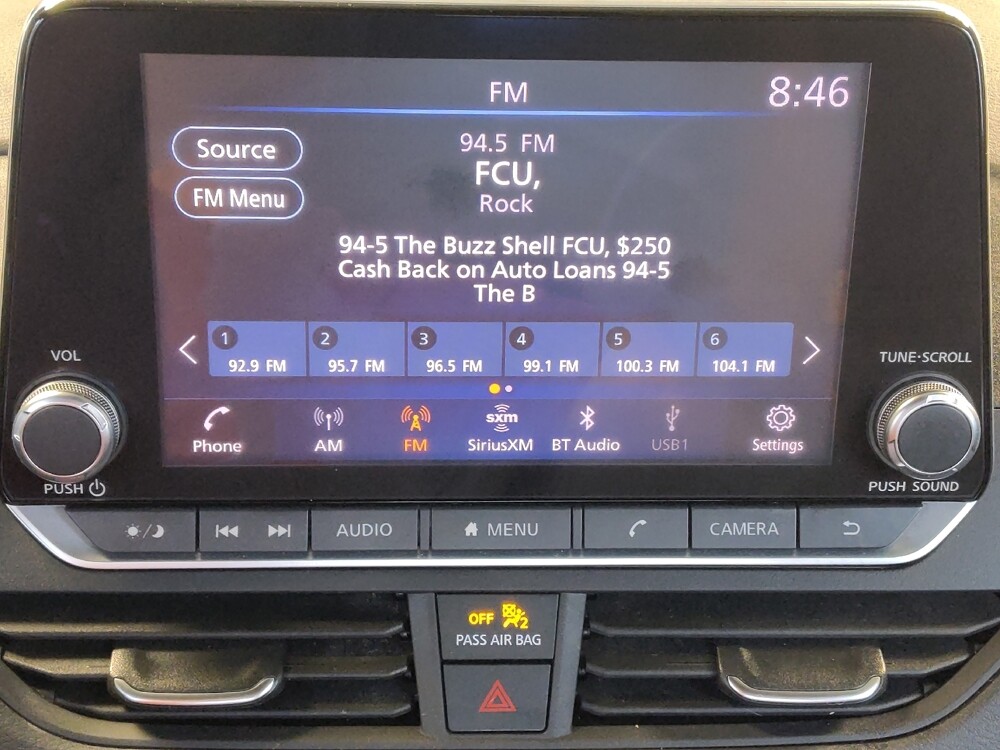 FM
8:46
Source
94.5 FM
FCU,
FM Menu
Rock
94-5 The Buzz Shell FCU, $250
Cash Back on Auto Loans 94-5
The B
1 2 3 4 5 6
92.9 FM 95.7 FM 96.5 FM 99.1 FM 100.3 FM 104.1 FM
VOL
TUNE·SCROLL
sxm
Phone AM FM SiriusXM BT Audio USB1 Settings
PUSH
PUSH SOUND
AUDIO MENU CAMERA
OFF 2
PASS AIR BAG